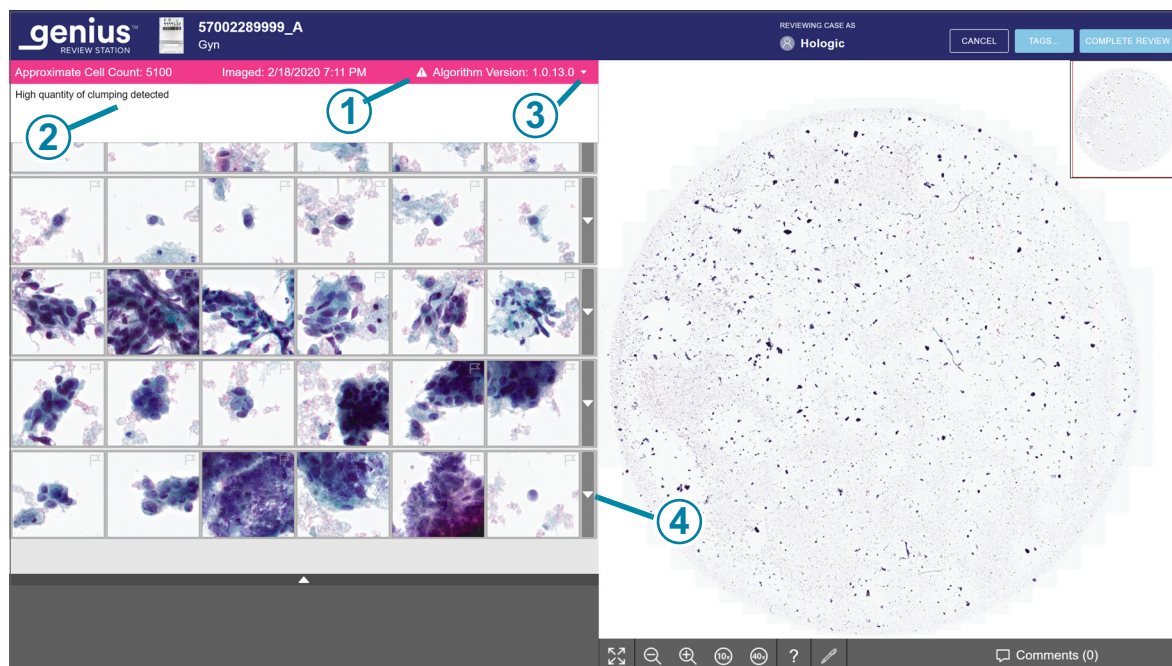 genius™
REVIEW STATION
57002289999_A
Gyn
REVIEWING CASE AS
Hologic
CANCEL
TAGS...
COMPLETE REVIEW
Approximate Cell Count: 5100
Imaged: 2/18/2020 7:11 PM
Algorithm Version: 1.0.13.0
High quantity of clumping detected
1
2
3
4
10x
40x
?
Comments (0)